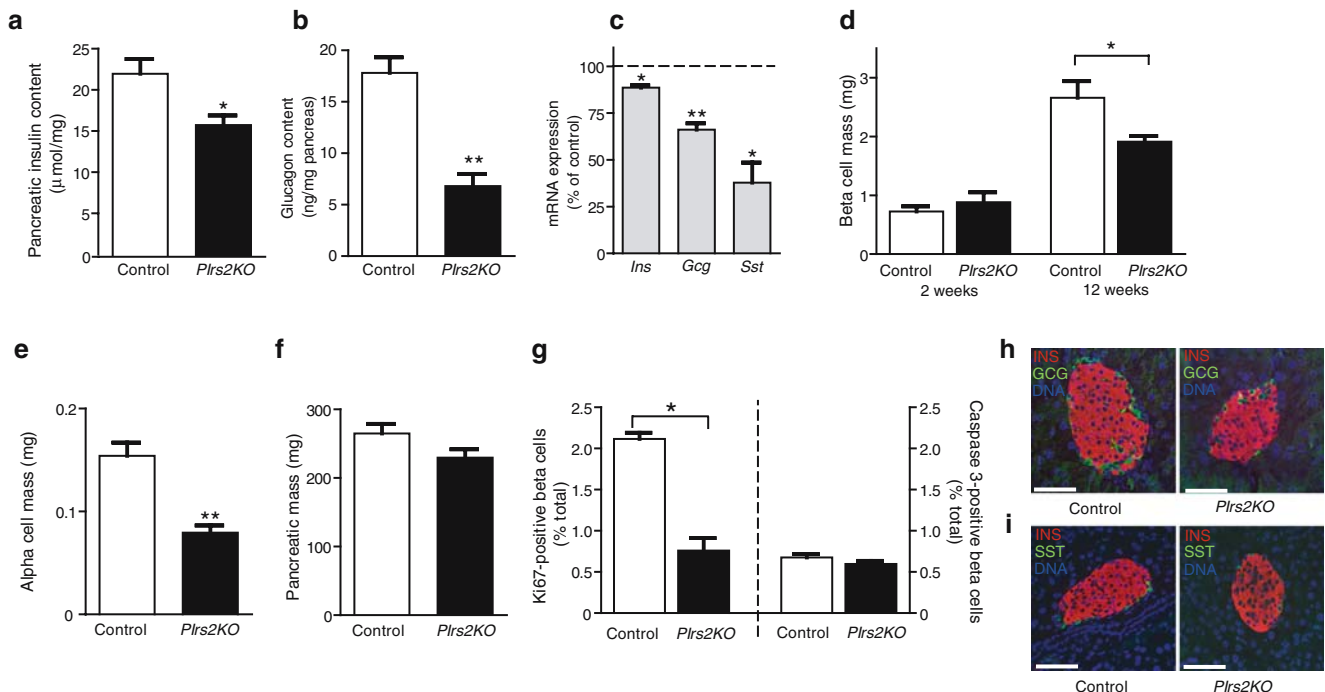 a
Pancreatic insulin content
(μmol/mg)
25
20
15
10
5
0
*
Control
PIrs2KO
b
Glucagon content
(ng/mg pancreas)
20
15
10
5
0
**
Control
PIrs2KO
c
mRNA expression
(% of control)
100
75
50
25
0
*
**
*
Ins
Gcg
Sst
d
Beta cell mass (mg)
3
2
1
0
*
Control
PIrs2KO
Control
PIrs2KO
2 weeks
12 weeks
e
Alpha cell mass (mg)
0.2
0.1
0
**
Control
PIrs2KO
f
Pancreatic mass (mg)
300
200
100
0
Control
PIrs2KO
g
Ki67-positive beta cells
(% total)
2.5
2.0
1.5
1.0
0.5
0
*
Control
PIrs2KO
Control
PIrs2KO
2.5
2.0
1.5
1.0
0.5
0
Caspase 3-positive beta cells
(% total)
h
INS
GCG
DNA
INS
GCG
DNA
Control
PIrs2KO
i
INS
SST
DNA
INS
SST
DNA
Control
PIrs2KO